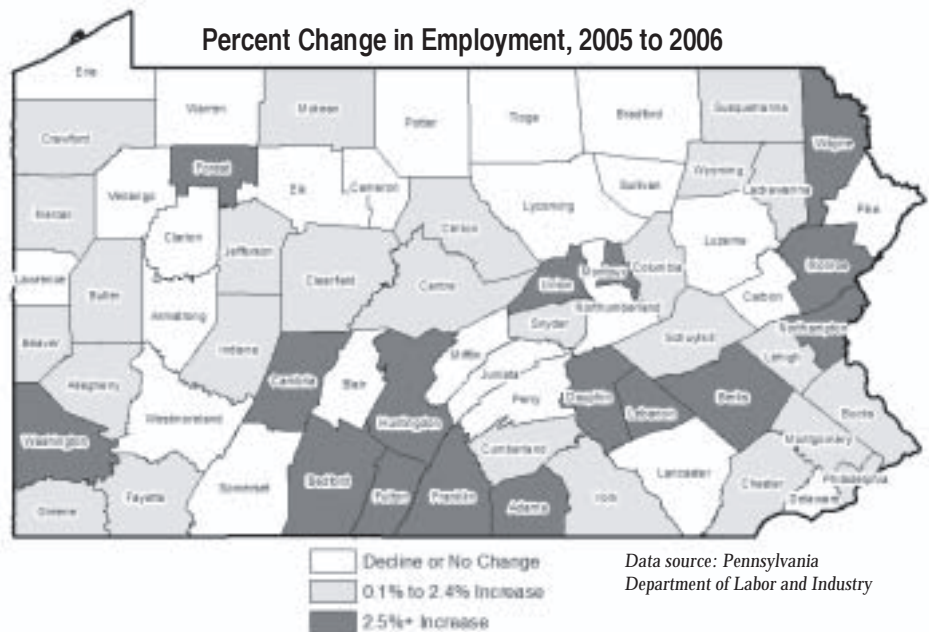 Percent Change in Employment, 2005 to 2006
Erie
Warren
McKean
Potter
Tioga
Bradford
Susquehanna
Wayne
Crawford
Forest
Elk
Cameron
Sullivan
Wyoming
Lackawanna
Pike
Mercer
Venango
Clarion
Jefferson
Clinton
Lycoming
Luzerne
Monroe
Lawrence
Butler
Clearfield
Centre
Union
Montour
Columbia
Carbon
Armstrong
Northumberland
Beaver
Indiana
Snyder
Schuylkill
Northampton
Lehigh
Allegheny
Cambria
Blair
Mifflin
Juniata
Perry
Dauphin
Lebanon
Berks
Bucks
Westmoreland
Huntingdon
Washington
Cumberland
Montgomery
Philadelphia
Greene
Fayette
Somerset
Bedford
Fulton
Franklin
Adams
York
Lancaster
Chester
Delaware
Decline or No Change
0.1% to 2.4% Increase
2.5%+ Increase
Data source: Pennsylvania
Department of Labor and Industry